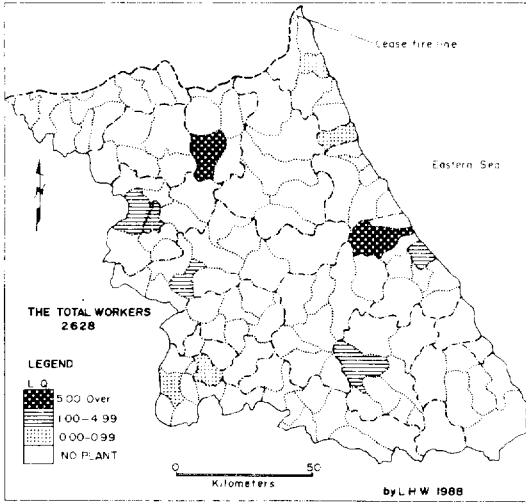 Cease fire line
Eastern Sea
THE TOTAL WORKERS
2628
LEGEND
L Q
5.00 Over
1.00-4.99
0.00-0.99
NO PLANT
0 50
Kilometers
by L H W 1988